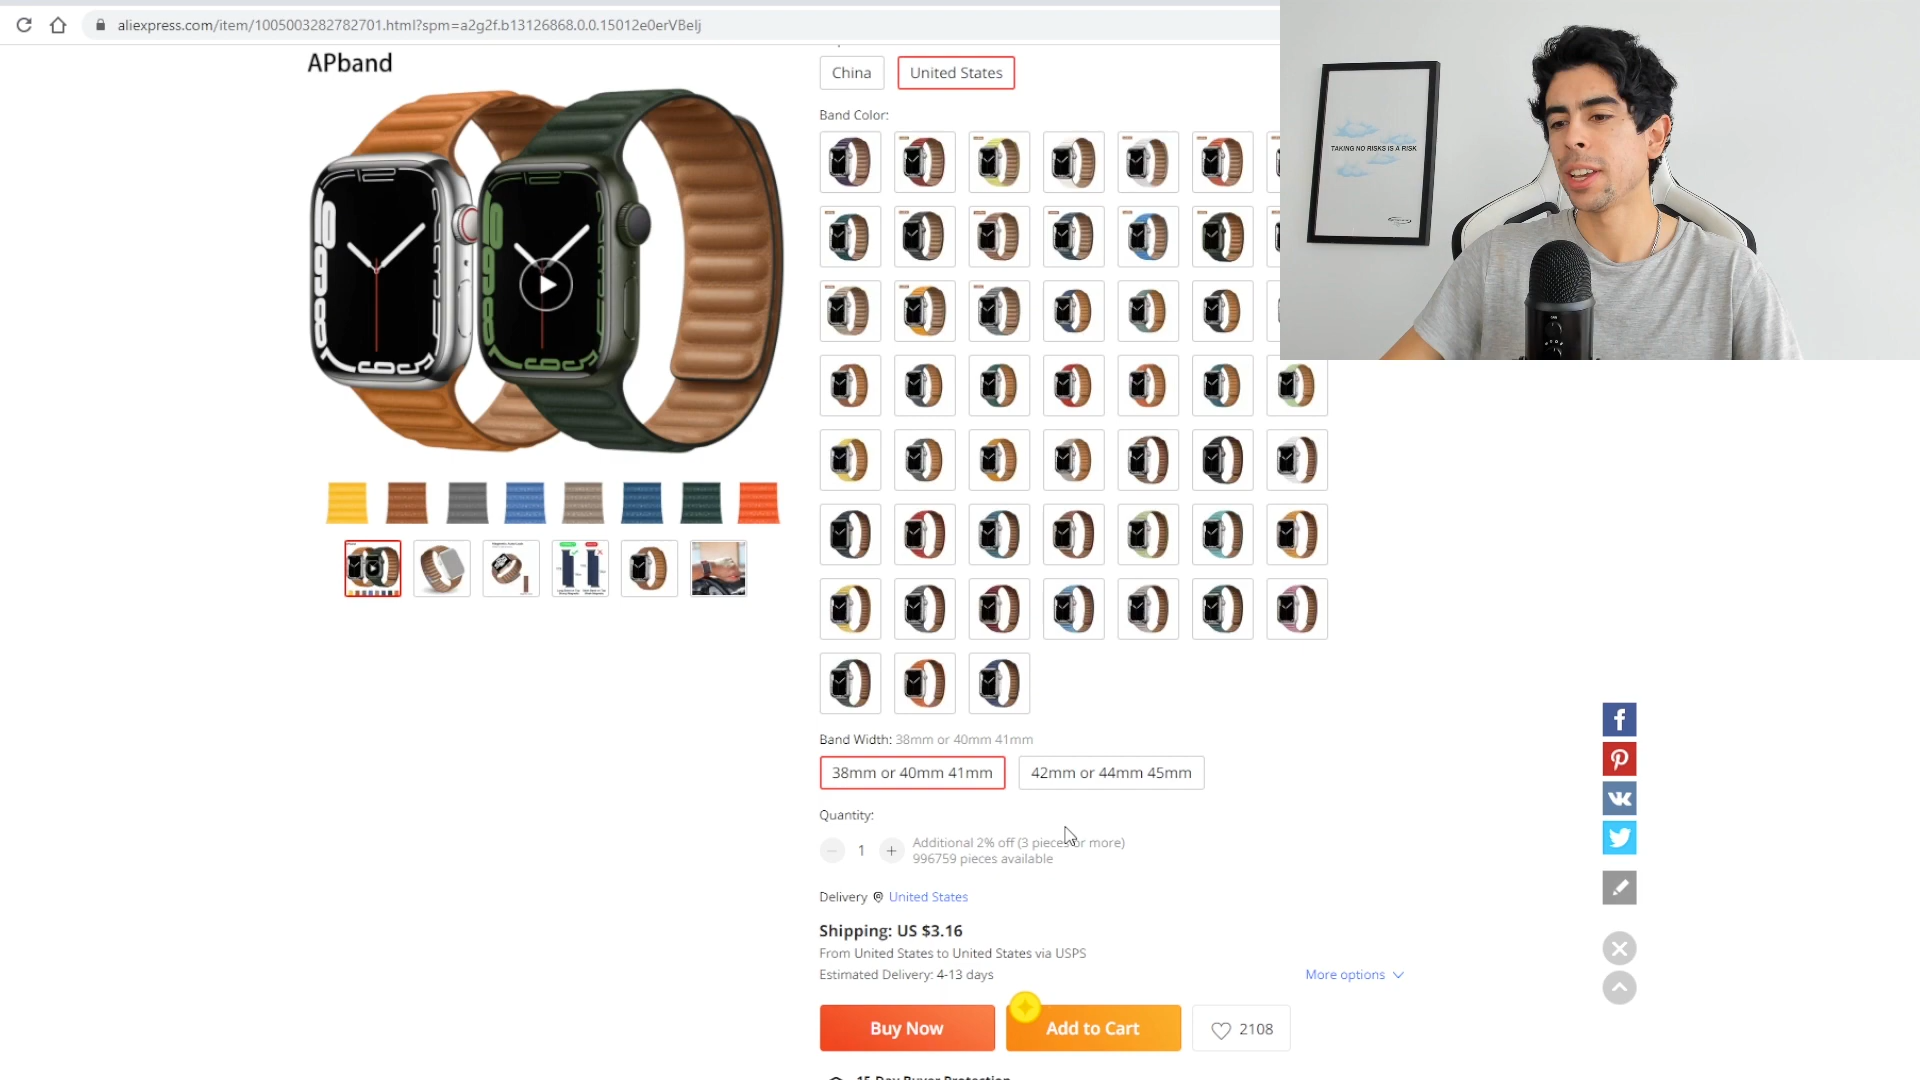 aliexpress.com/item/1005003282782701.html?spm=a2g2f.b13126868.0.0.15012e0erVBelj
APband
China
United States
Band Color:
TAKING NO RISKS IS A RISK
Band Width: 38mm or 40mm 41mm
38mm or 40mm 41mm
42mm or 44mm 45mm
Quantity:
1
Additional 2% off (3 pieces or more)
996759 pieces available
Delivery United States
Shipping: US $3.16
From United States to United States via USPS
Estimated Delivery: 4-13 days
More options
Buy Now
Add to Cart
2108
15-Day Buyer Protection